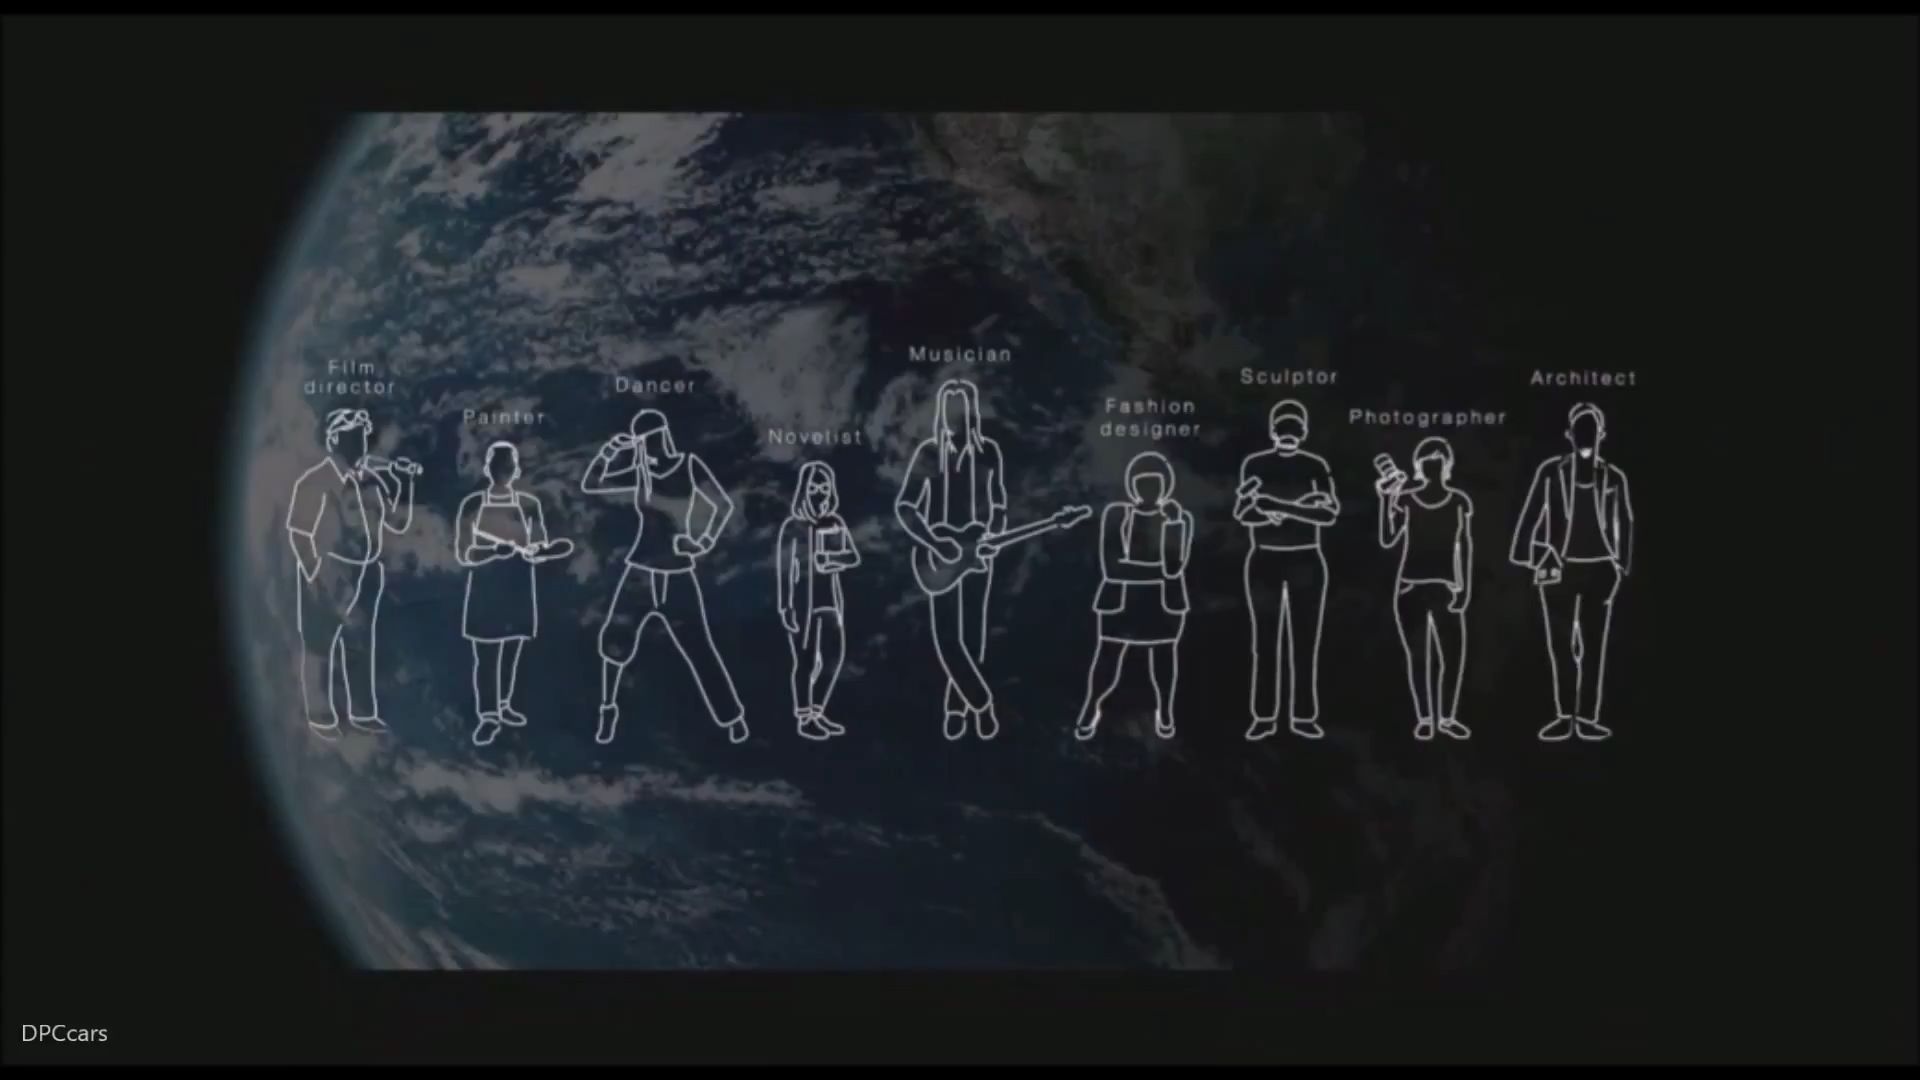 Film
director
Painter
Dancer
Novelist
Musician
Fashion
designer
Sculptor
Photographer
Architect
DPCcars